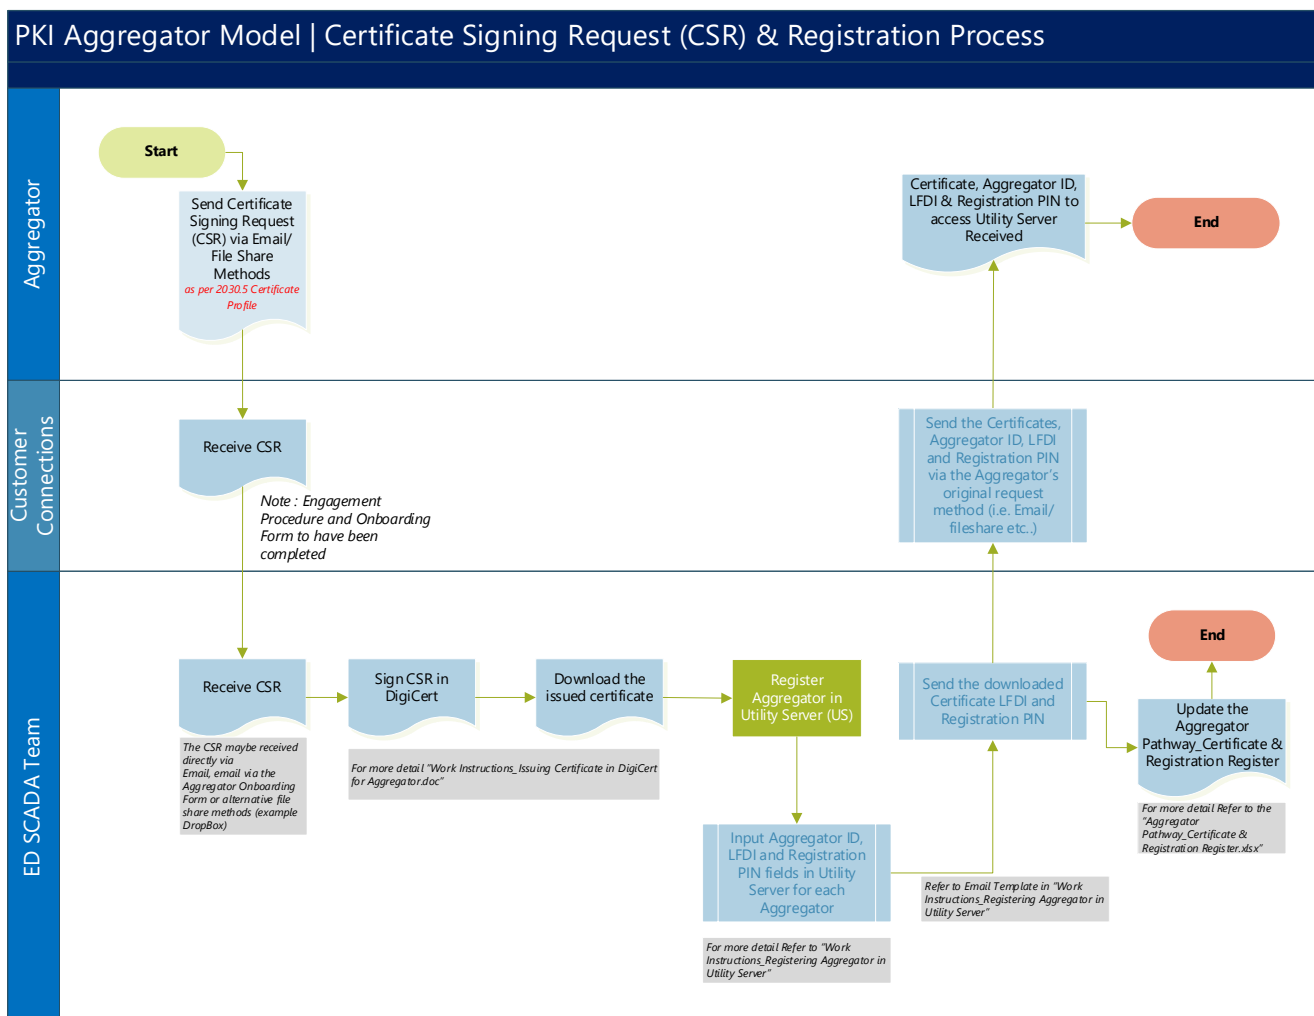 PKI Aggregator Model | Certificate Signing Request (CSR) & Registration Process
Aggregator
Start
Send Certificate
Signing Request
(CSR) via Email/
File Share
Methods
as per 2030.5 Certificate
Profile
Certificate, Aggregator ID,
LFDI & Registration PIN to
access Utility Server
Received
End
Customer
Connections
Receive CSR
Note : Engagement
Procedure and Onboarding
Form to have been
completed
Send the Certificates,
Aggregator ID, LFDI
and Registration PIN
via the Aggregator's
original request
method (i.e. Email/
fileshare etc..)
ED SCADA Team
Receive CSR
The CSR maybe received
directly via
Email, email via the
Aggregator Onboarding
Form or alternative file
share methods (example
DropBox)
Sign CSR in
DigiCert
Download the
issued certificate
For more detail "Work Instructions_Issuing Certificate in DigiCert
for Aggregator.doc"
Register
Aggregator in
Utility Server (US)
Input Aggregator ID,
LFDI and Registration
PIN fields in Utility
Server for each
Aggregator
For more detail Refer to "Work
Instructions_Registering Aggregator in
Utility Server"
Send the downloaded
Certificate LFDI and
Registration PIN
Refer to Email Template in "Work
Instructions_Registering Aggregator in
Utility Server"
End
Update the
Aggregator
Pathway_Certificate &
Registration Register
For more detail Refer to the
"Aggregator
Pathway_Certificate &
Registration Register.xlsx"